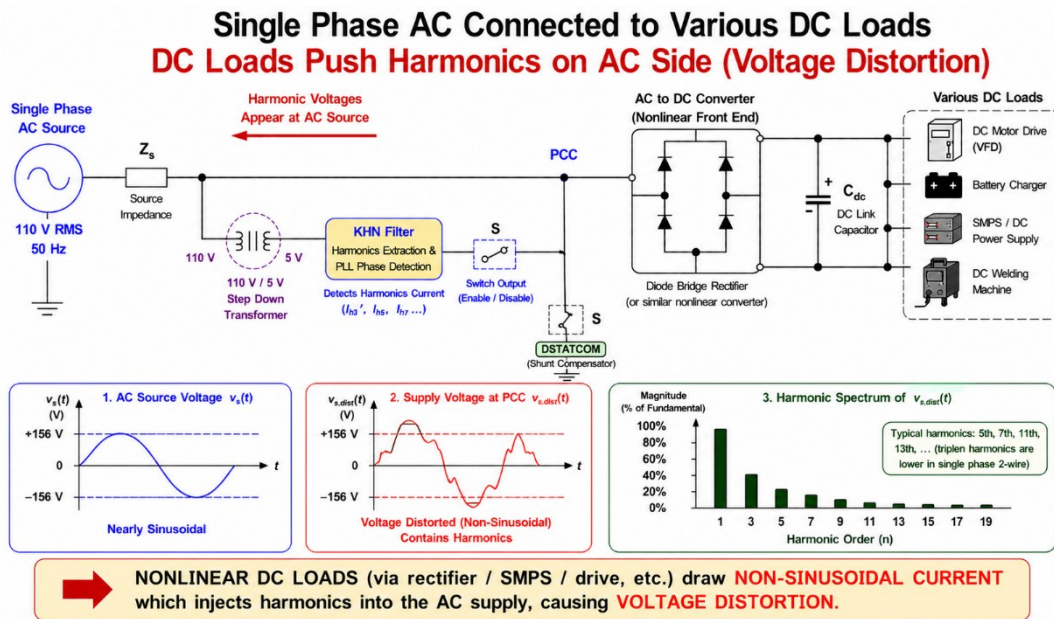 Single Phase AC Connected to Various DC Loads
DC Loads Push Harmonics on AC Side (Voltage Distortion)
Single Phase
AC Source
110 V RMS
50 Hz
Zs
Source
Impedance
Harmonic Voltages
Appear at AC Source
110 V
5 V
110 V / 5 V
Step Down
Transformer
KHN Filter
Harmonics Extraction &
PLL Phase Detection
Detects Harmonics Current
(Ih3′, Ih5, Ih7 ...)
S
Switch Output
(Enable / Disable)
PCC
S
DSTATCOM
(Shunt Compensator)
AC to DC Converter
(Nonlinear Front End)
Diode Bridge Rectifier
(or similar nonlinear converter)
+
-
Cdc
DC Link
Capacitor
Various DC Loads
DC Motor Drive
(VFD)
Battery Charger
SMPS / DC
Power Supply
DC Welding
Machine
1. AC Source Voltage vs(t)
vs(t)
(V)
+156 V
0
−156 V
t
Nearly Sinusoidal
2. Supply Voltage at PCC vs,dist(t)
vs,dist(t)
(V)
+156 V
0
−156 V
t
Voltage Distorted (Non-Sinusoidal)
Contains Harmonics
3. Harmonic Spectrum of vs,dist(t)
Magnitude
(% of Fundamental)
100%
80%
60%
40%
20%
0%
1 3 5 7 9 11 13 15 17 19
Harmonic Order (n)
Typical harmonics: 5th, 7th, 11th,
13th, ... (triplen harmonics are
lower in single phase 2-wire)
NONLINEAR DC LOADS (via rectifier / SMPS / drive, etc.) draw NON-SINUSOIDAL CURRENT
which injects harmonics into the AC supply, causing VOLTAGE DISTORTION.